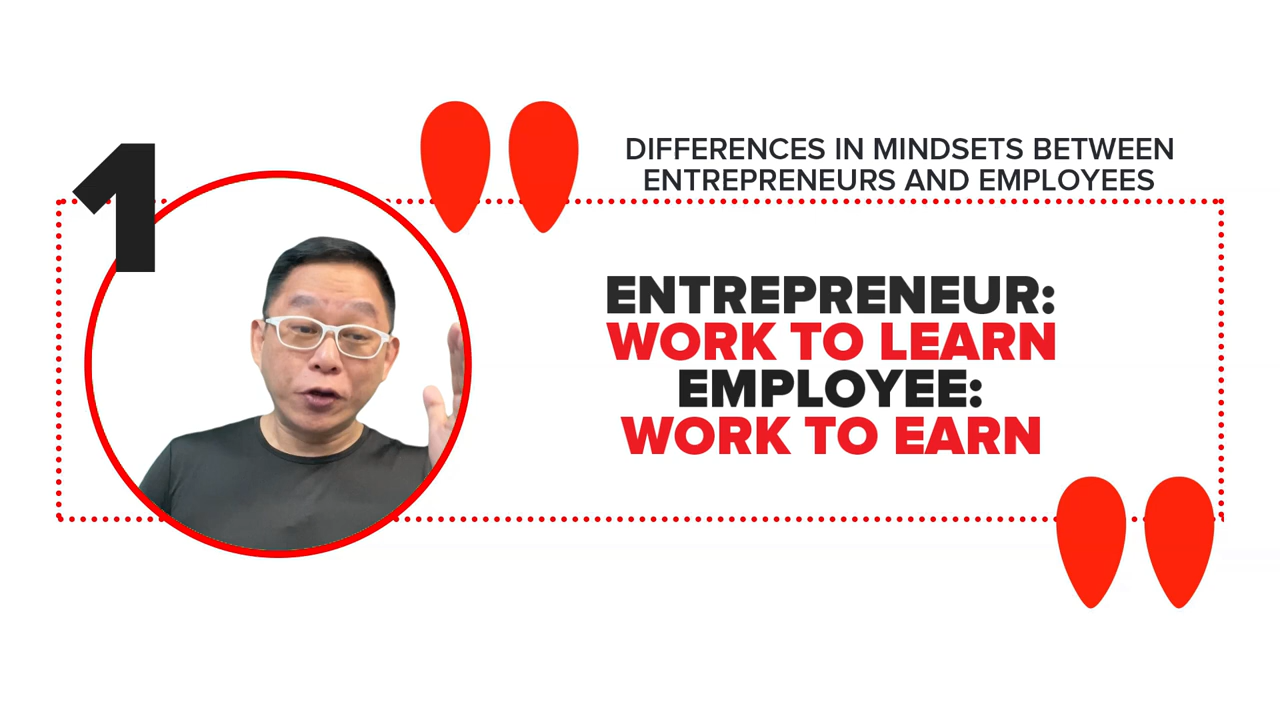 1
DIFFERENCES IN MINDSETS BETWEEN
ENTREPRENEURS AND EMPLOYEES
ENTREPRENEUR:
WORK TO LEARN
EMPLOYEE:
WORK TO EARN